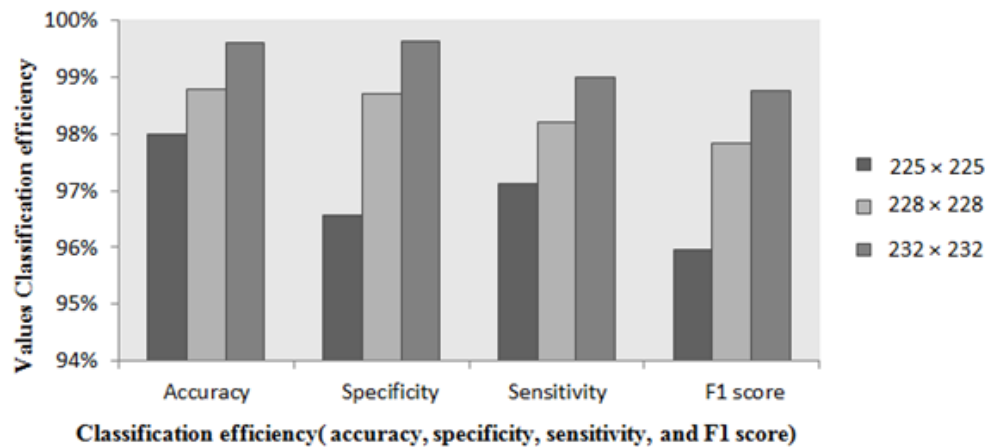 100%
99%
98%
97%
96%
95%
94%
Values Classification efficiency
Accuracy Specificity Sensitivity F1 score
Classification efficiency( accuracy, specificity, sensitivity, and F1 score)
225 × 225
228 × 228
232 × 232